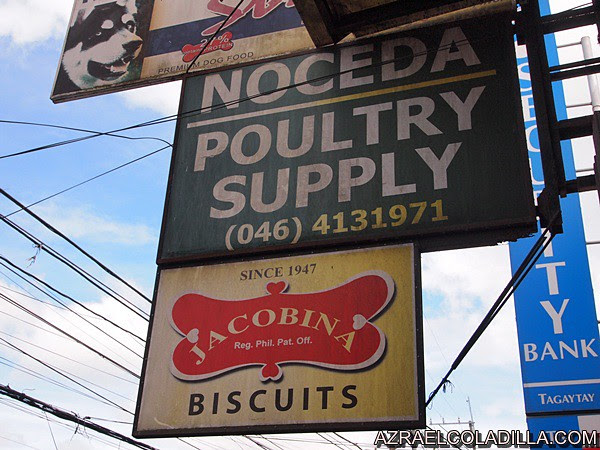 PREMIUM DOG FOOD
NOCEDA
POULTRY
SUPPLY
(046) 4131971
SINCE 1947
JACOBINA
Reg. Phil. Pat. Off.
BISCUITS
SECURITY
BANK
TAGAYTAY
AZRAELCOLADILLA.COM